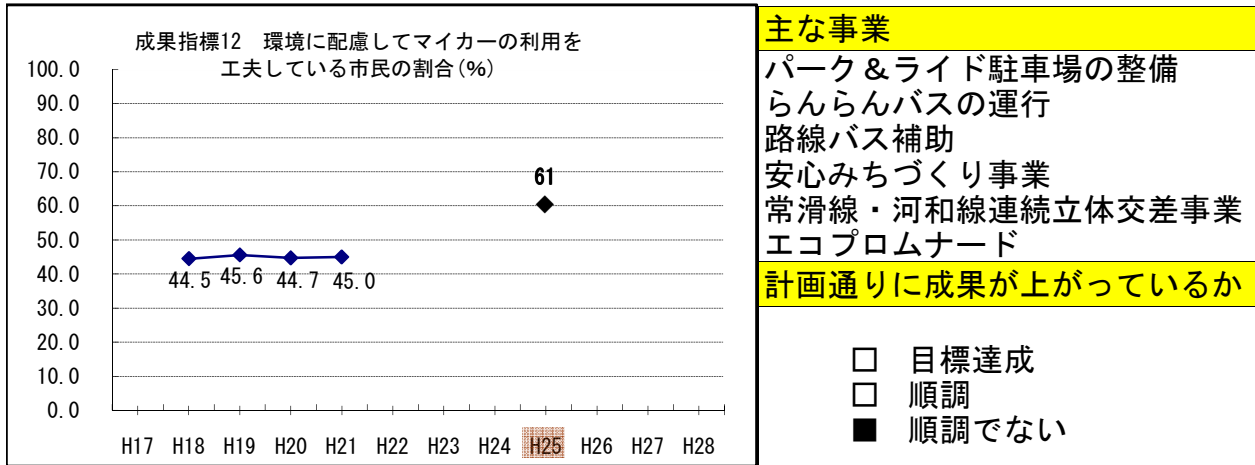 成果指標12　環境に配慮してマイカーの利用を
工夫している市民の割合(%)
100.0
90.0
80.0
70.0
60.0
50.0
40.0
30.0
20.0
10.0
0.0
61
44.5 45.6 44.7 45.0
H17 H18 H19 H20 H21 H22 H23 H24 H25 H26 H27 H28
主な事業
パーク＆ライド駐車場の整備
らんらんバスの運行
路線バス補助
安心みちづくり事業
常滑線・河和線連続立体交差事業
エコプロムナード
計画通りに成果が上がっているか
□　目標達成
□　順調
■　順調でない